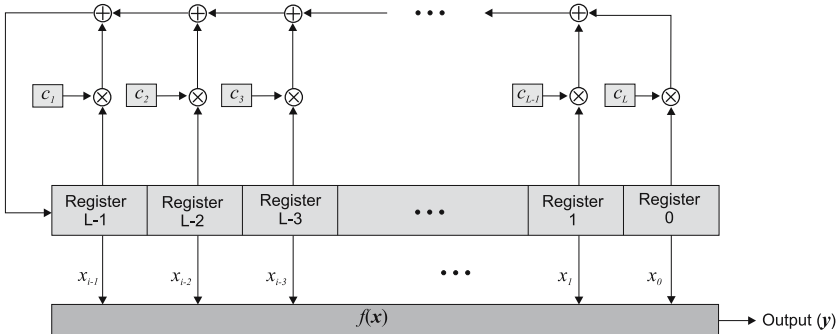 c1 c2 c3 cL-1 cL
Register L-1
Register L-2
Register L-3
• • •
Register 1
Register 0
xi-1 xi-2 xi-3 • • • x1 x0
f(x)
Output (y)